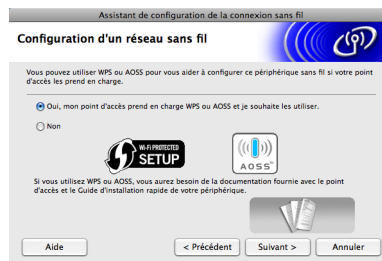 Assistant de configuration de la connexion sans fil
Configuration d'un réseau sans fil
Vous pouvez utiliser WPS ou AOSS pour vous aider à configurer ce périphérique sans fil si votre point
d'accès les prend en charge.
Oui, mon point d'accès prend en charge WPS ou AOSS et je souhaite les utiliser.
Non
WI-FI PROTECTED
SETUP
AOSS™
Si vous utilisez WPS ou AOSS, vous aurez besoin de la documentation fournie avec le point
d'accès et le Guide d'installation rapide de votre périphérique.
Aide
< Précédent
Suivant >
Annuler